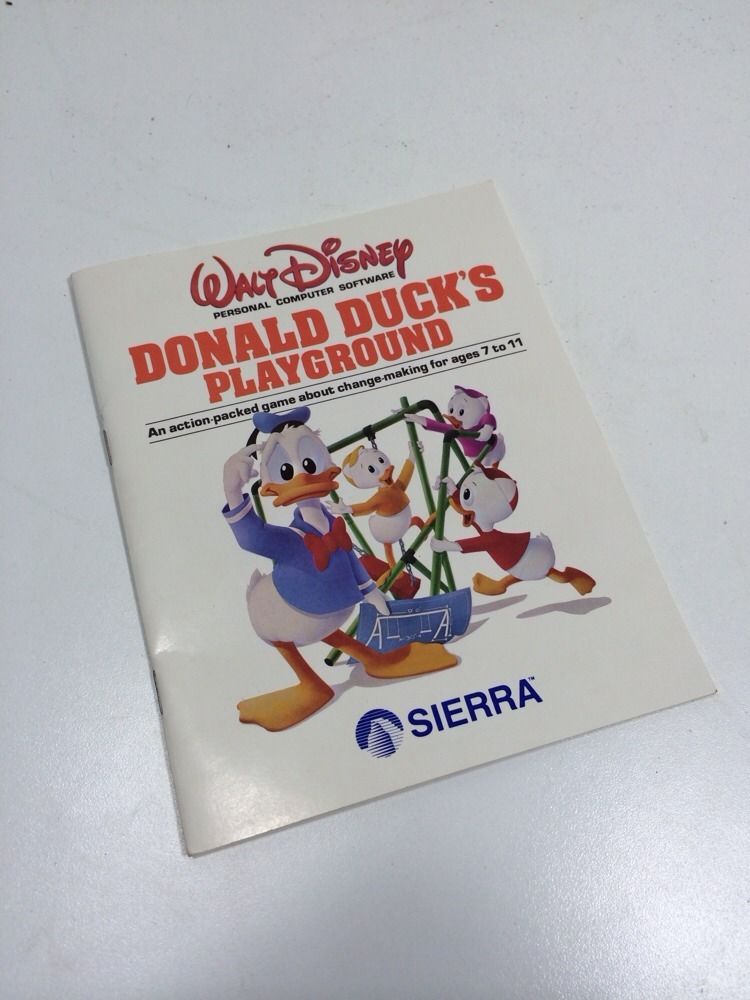 WALT DISNEY
PERSONAL COMPUTER SOFTWARE
DONALD DUCK'S
PLAYGROUND
An action-packed game about change-making for ages 7 to 11
SIERRA™